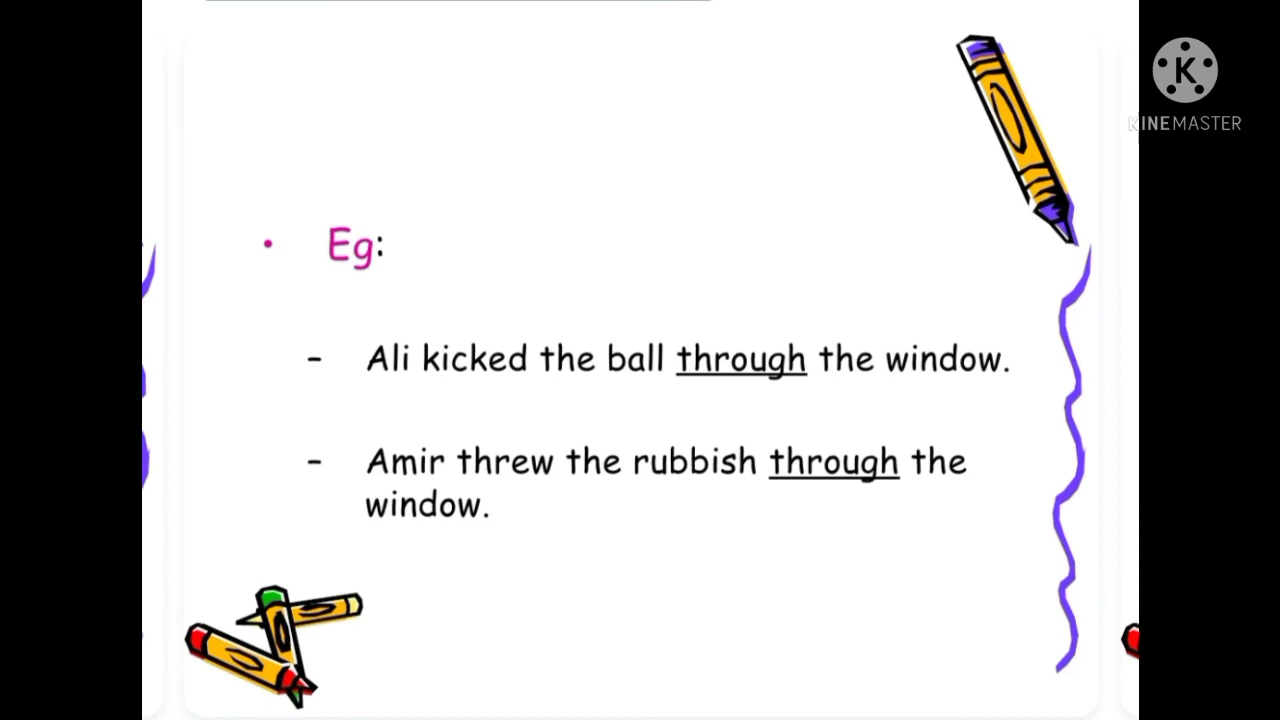 K
KINEMASTER
• Eg:
- Ali kicked the ball through the window.
- Amir threw the rubbish through the
window.